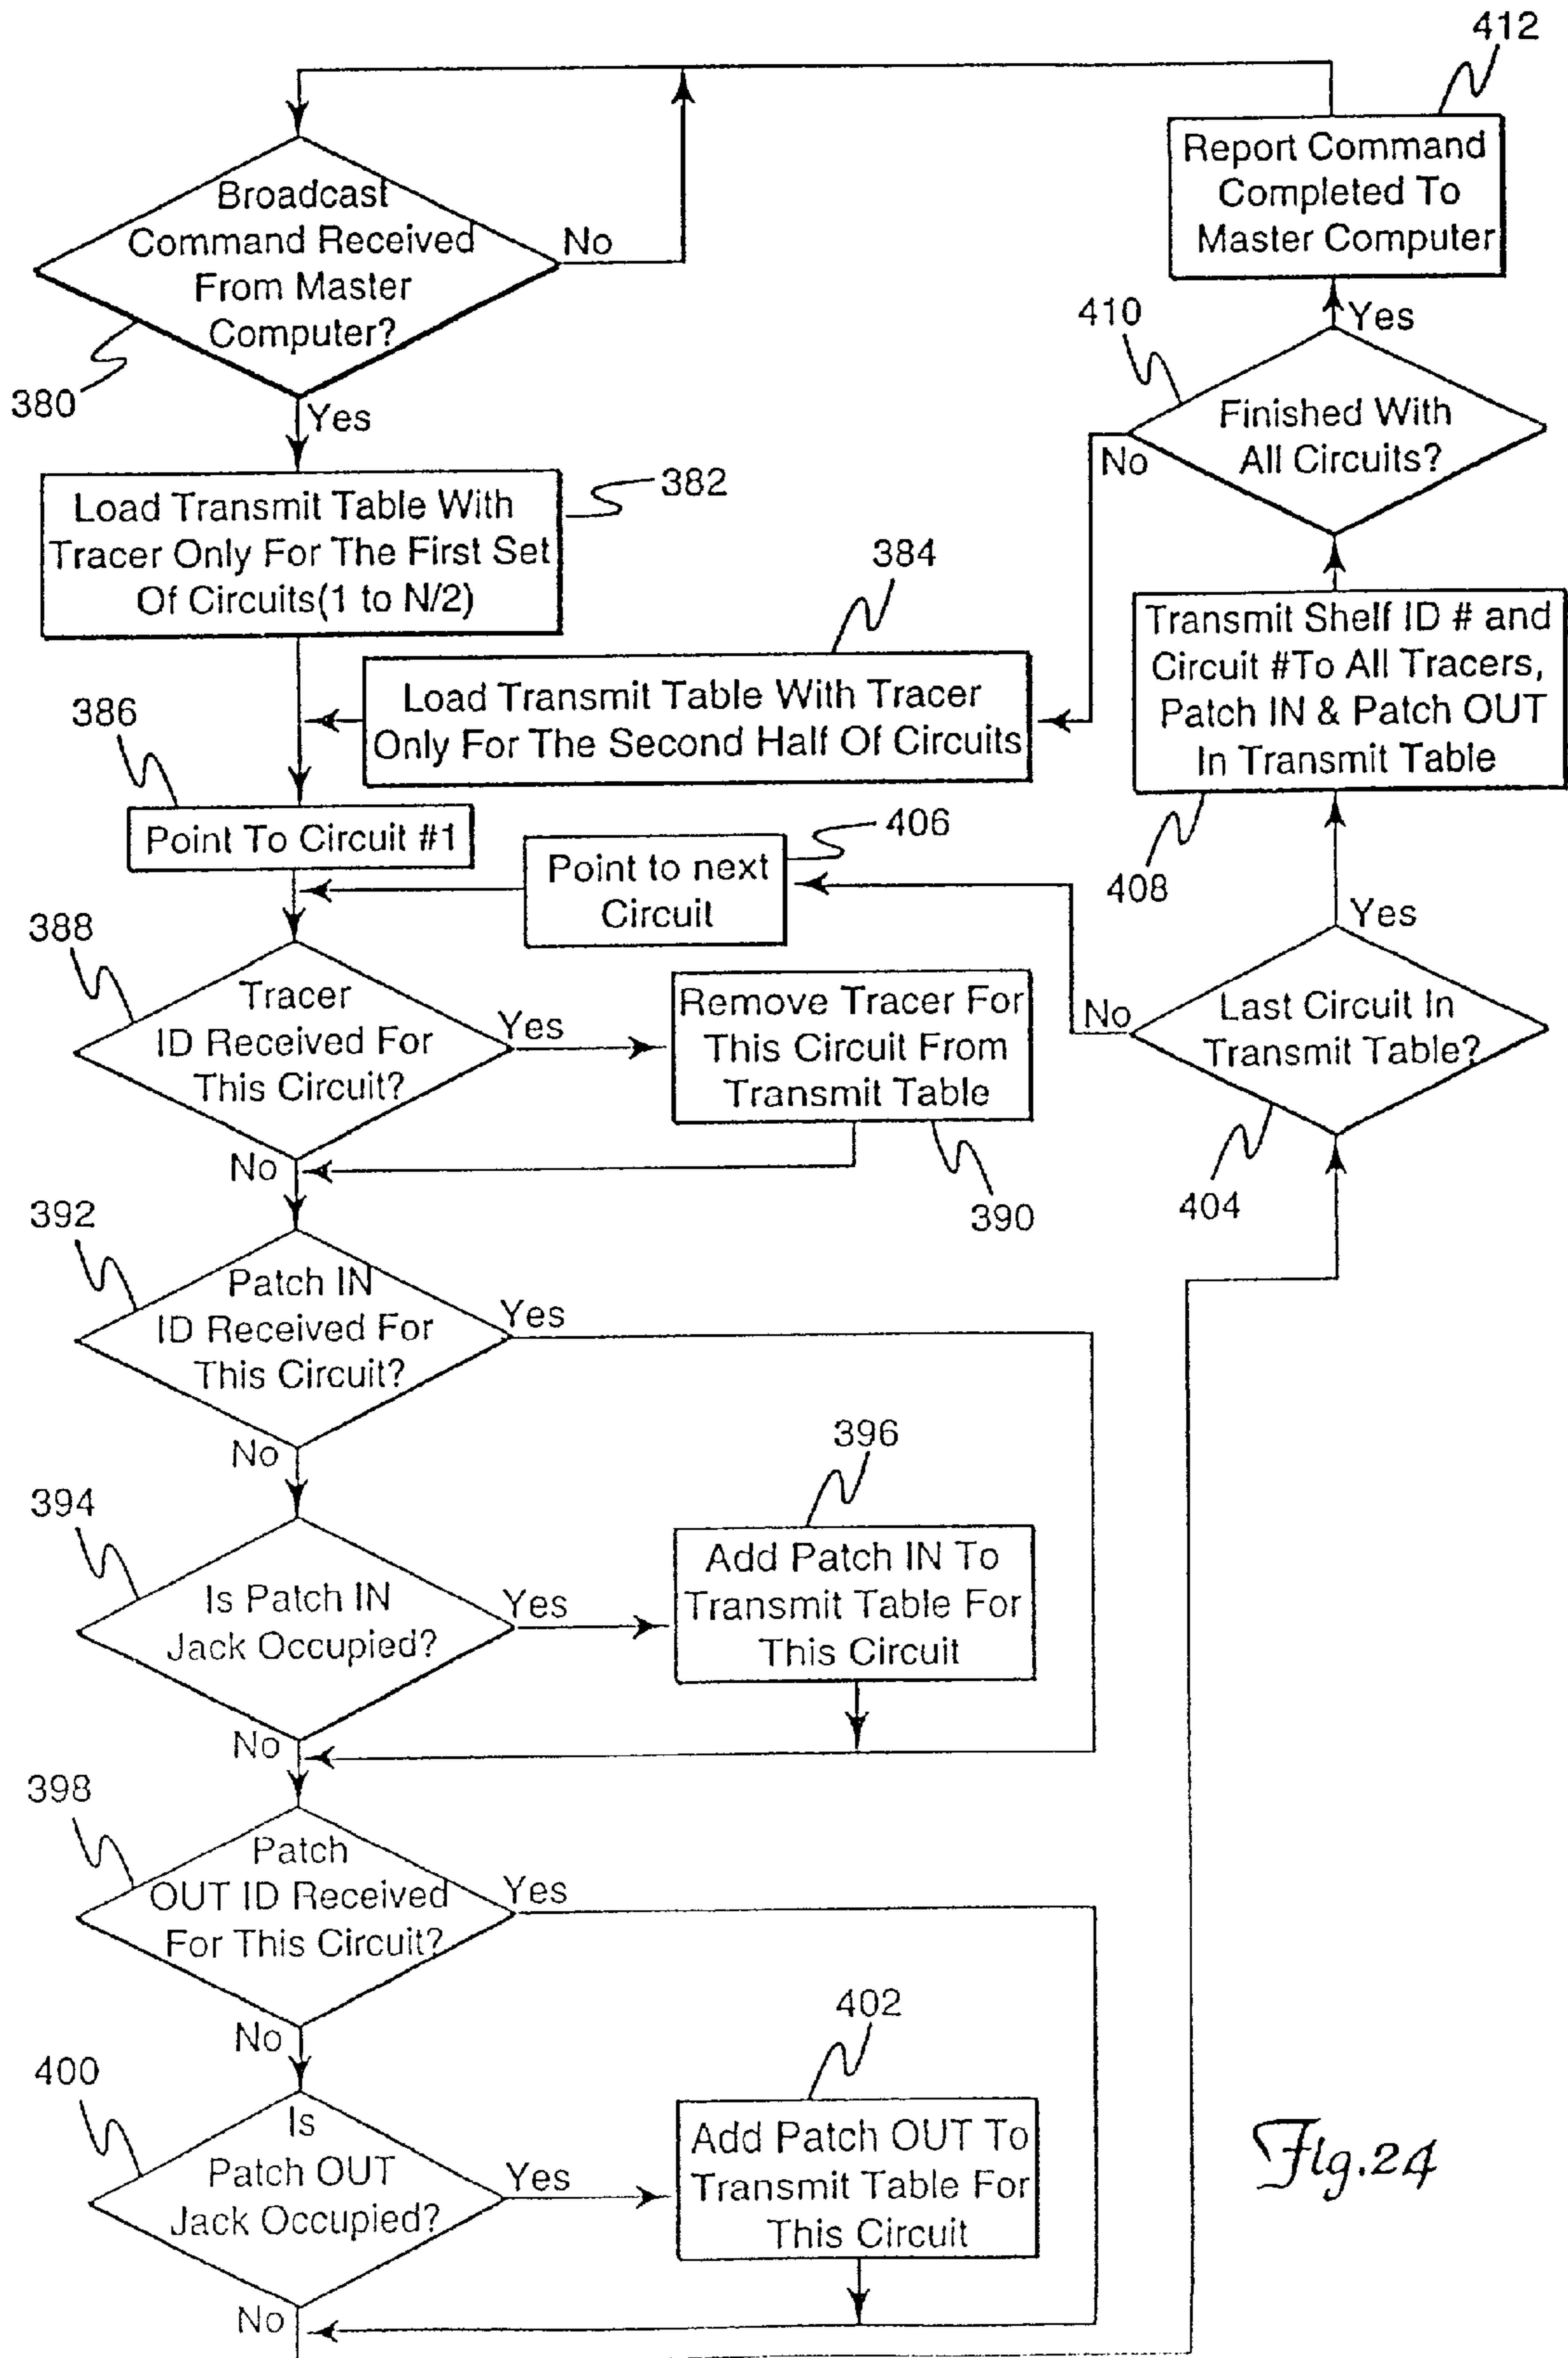 412
Report Command
Completed To
Master Computer
Broadcast
Command Received
From Master
Computer?
No
380
Yes
410
Yes
Finished With
All Circuits?
No
Load Transmit Table With
Tracer Only For The First Set
Of Circuits(1 to N/2)
382
384
Load Transmit Table With Tracer
Only For The Second Half Of Circuits
Transmit Shelf ID # and
Circuit #To All Tracers,
Patch IN & Patch OUT
In Transmit Table
386
Point To Circuit #1
406
Point to next
Circuit
408
Yes
388
Tracer
ID Received For
This Circuit?
Yes
Remove Tracer For
This Circuit From
Transmit Table
No
Last Circuit In
Transmit Table?
No
390
404
392
Patch IN
ID Received For
This Circuit?
Yes
No
396
394
Is Patch IN
Jack Occupied?
Yes
Add Patch IN To
Transmit Table For
This Circuit
No
398
Patch
OUT ID Received
For This Circuit?
Yes
No
402
400
Is
Patch OUT
Jack Occupied?
Yes
Add Patch OUT To
Transmit Table For
This Circuit
No
Fig.24